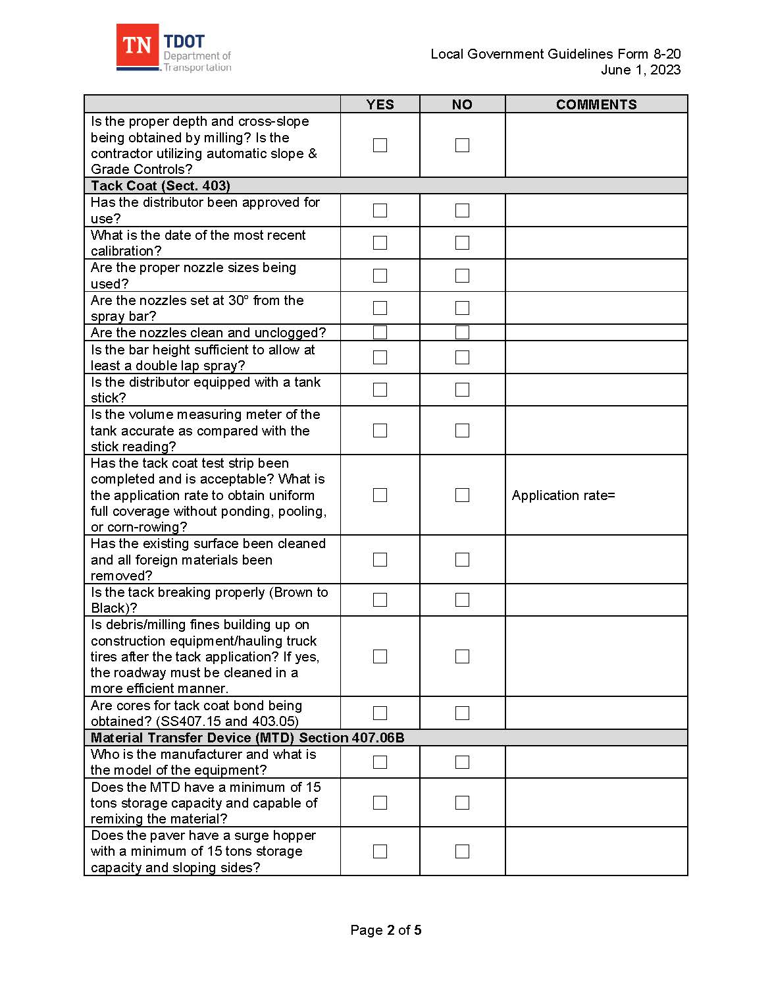 TN TDOT
Department of
Transportation
Local Government Guidelines Form 8-20
June 1, 2023
YES NO COMMENTS
Is the proper depth and cross-slope
being obtained by milling? Is the
contractor utilizing automatic slope &
Grade Controls?
☐ ☐
Tack Coat (Sect. 403)
Has the distributor been approved for
use?
☐ ☐
What is the date of the most recent
calibration?
☐ ☐
Are the proper nozzle sizes being
used?
☐ ☐
Are the nozzles set at 30° from the
spray bar?
☐ ☐
Are the nozzles clean and unclogged? ☐ ☐
Is the bar height sufficient to allow at
least a double lap spray?
☐ ☐
Is the distributor equipped with a tank
stick?
☐ ☐
Is the volume measuring meter of the
tank accurate as compared with the
stick reading?
☐ ☐
Has the tack coat test strip been
completed and is acceptable? What is
the application rate to obtain uniform
full coverage without ponding, pooling,
or corn-rowing?
☐ ☐ Application rate=
Has the existing surface been cleaned
and all foreign materials been
removed?
☐ ☐
Is the tack breaking properly (Brown to
Black)?
☐ ☐
Is debris/milling fines building up on
construction equipment/hauling truck
tires after the tack application? If yes,
the roadway must be cleaned in a
more efficient manner.
☐ ☐
Are cores for tack coat bond being
obtained? (SS407.15 and 403.05)
☐ ☐
Material Transfer Device (MTD) Section 407.06B
Who is the manufacturer and what is
the model of the equipment?
☐ ☐
Does the MTD have a minimum of 15
tons storage capacity and capable of
remixing the material?
☐ ☐
Does the paver have a surge hopper
with a minimum of 15 tons storage
capacity and sloping sides?
☐ ☐
Page 2 of 5